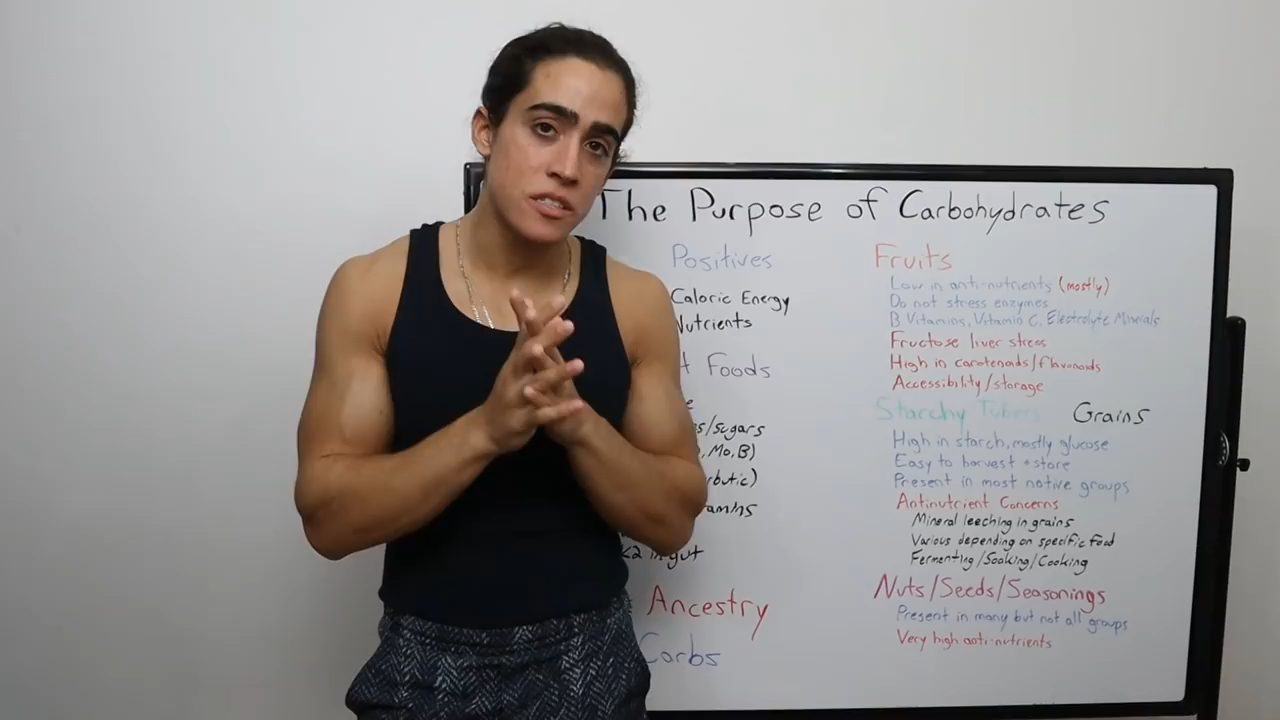 The Purpose of Carbohydrates
Positives
Caloric Energy
Nutrients
Foods
/Sugars
, Mo, B)
in gut
Ancestry
Carbs
Fruits
Low in anti-nutrients (mostly)
Do not stress enzymes
B Vitamins, Vitamin C, Electrolyte Minerals
Fructose liver stress
High in carotenoids/flavonoids
Accessibility/storage
Starchy Tubers Grains
High in starch, mostly glucose
Easy to harvest + store
Present in most native groups
Antinutrient Concerns
Mineral leeching in grains
Various depending on specific food
Fermenting/Soaking/Cooking
Nuts/Seeds/Seasonings
Present in many but not all groups
Very high anti-nutrients